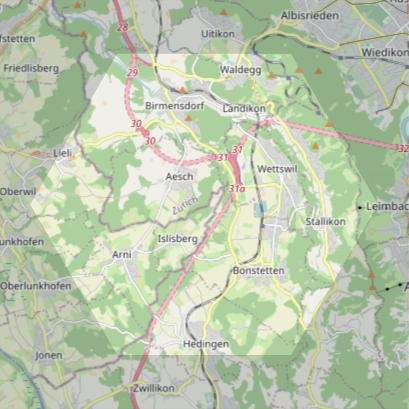 Albisrieden
28
Uitikon
fstetten
Wiedikon
Friedlisberg
29
Waldegg
Birmensdorf
Landikon
30
30
31
32
Lieli
31
Wettswil
Aesch
31a
Oberwil
Zürich
Leimbac
Stallikon
Islisberg
unkhofen
Arni
Bonstetten
Oberlunkhofen
A
Hedingen
Jonen
Zwillikon